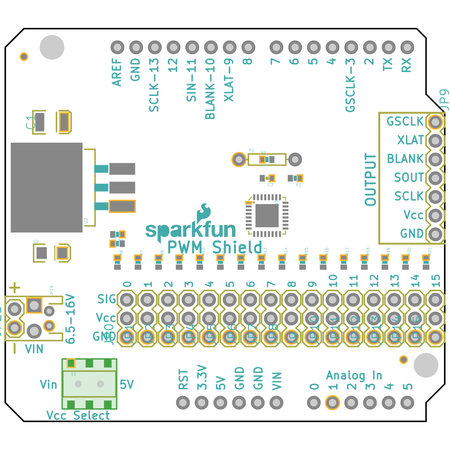 AREF GND SCLK-13 12 SIN-11 BLANK-10 XLAT-9 8 7 6 5 4 GSCLK-3 2 TX RX
JP9
C1
GSCLK
XLAT
BLANK
SOUT
SCLK
Vcc
GND
OUTPUT
sparkfun
PWM Shield
0 1 2 3 4 5 6 7 8 9 10 11 12 13 14 15
SIG
Vcc
GND
+
6.5-16V
-
VIN
Vin 5V
Vcc Select
RST 3.3V 5V GND GND VIN
Analog In
0 1 2 3 4 5